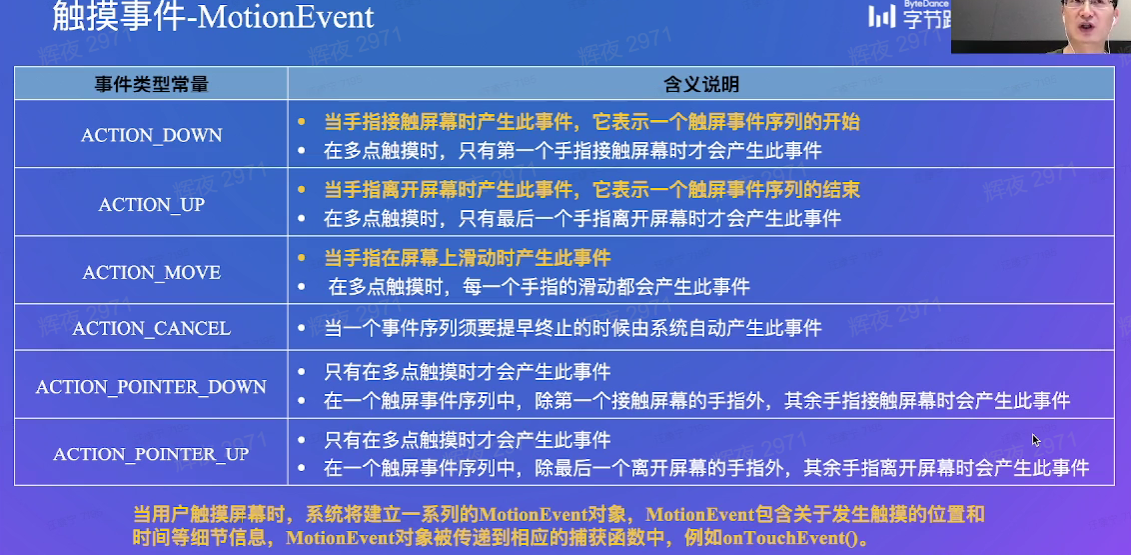 触摸事件-MotionEvent
ByteDance
字节跳
辉夜 2971
事件类型常量
含义说明
ACTION_DOWN
• 当手指接触屏幕时产生此事件，它表示一个触屏事件序列的开始
• 在多点触摸时，只有第一个手指接触屏幕时才会产生此事件
ACTION_UP
• 当手指离开屏幕时产生此事件，它表示一个触屏事件序列的结束
• 在多点触摸时，只有最后一个手指离开屏幕时才会产生此事件
ACTION_MOVE
• 当手指在屏幕上滑动时产生此事件
• 在多点触摸时，每一个手指的滑动都会产生此事件
ACTION_CANCEL
• 当一个事件序列须要提早终止的时候由系统自动产生此事件
ACTION_POINTER_DOWN
• 只有在多点触摸时才会产生此事件
• 在一个触屏事件序列中，除第一个接触屏幕的手指外，其余手指接触屏幕时会产生此事件
ACTION_POINTER_UP
• 只有在多点触摸时才会产生此事件
• 在一个触屏事件序列中，除最后一个离开屏幕的手指外，其余手指离开屏幕时会产生此事件
当用户触摸屏幕时，系统将建立一系列的MotionEvent对象，MotionEvent包含关于发生触摸的位置和
时间等细节信息，MotionEvent对象被传递到相应的捕获函数中，例如onTouchEvent()。